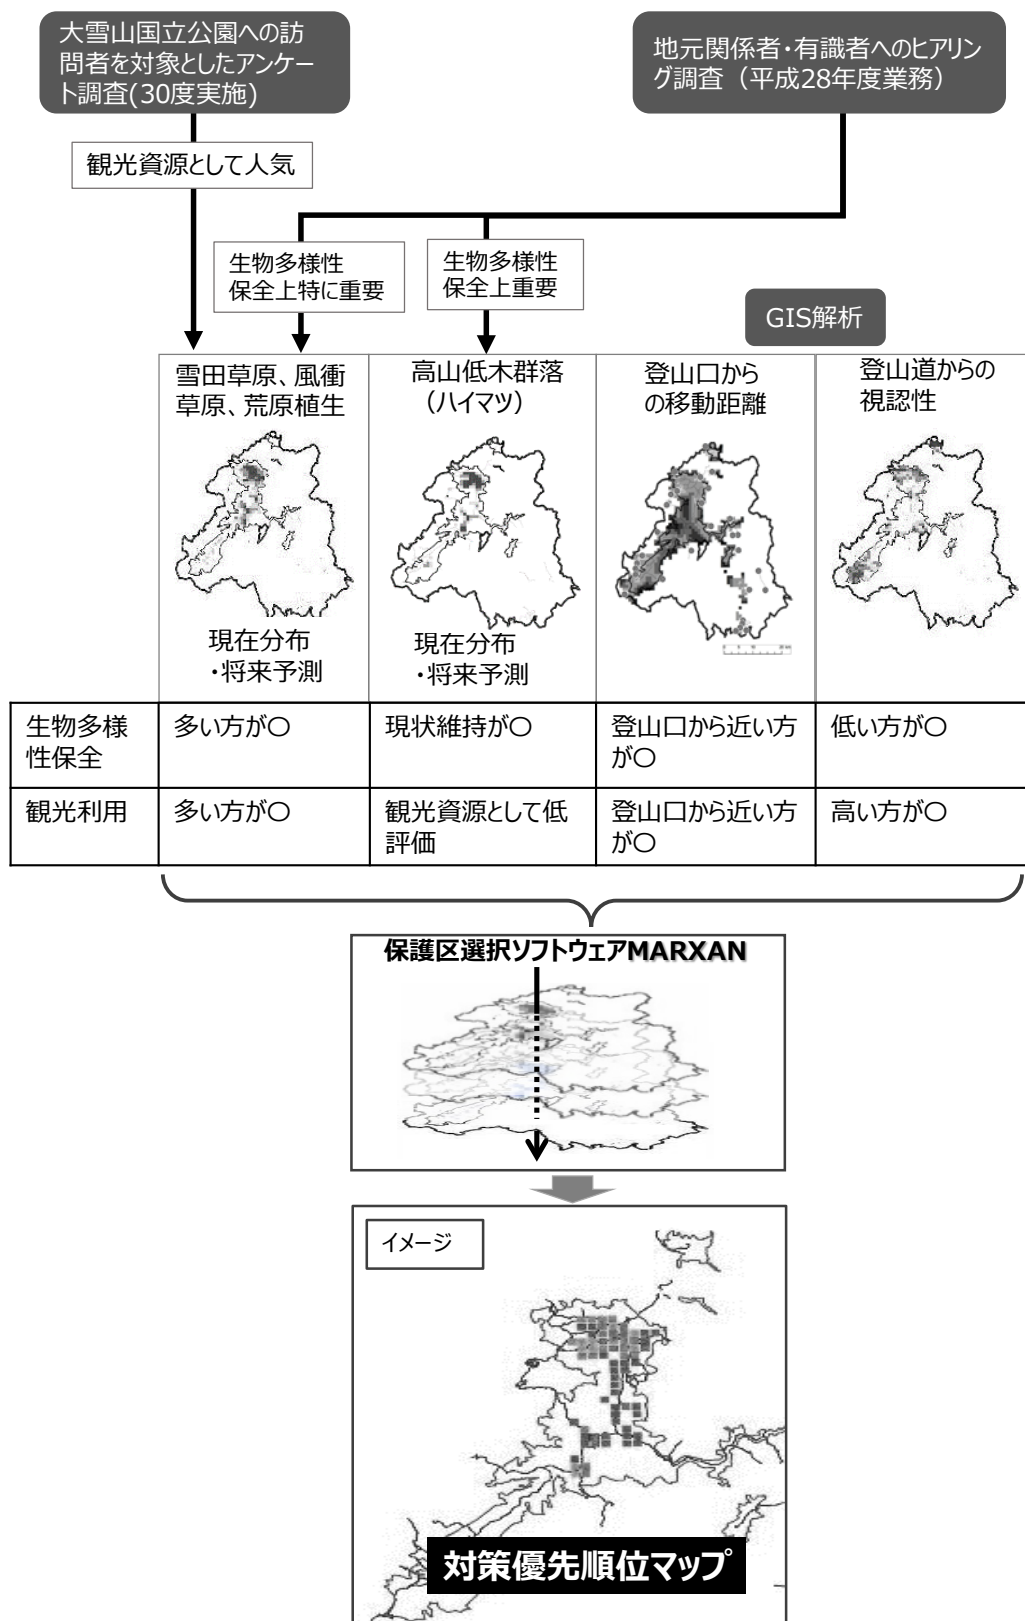 大雪山国立公園への訪
問者を対象としたアンケー
ト調査(30度実施)
地元関係者・有識者へのヒアリン
グ調査（平成28年度業務）
観光資源として人気
生物多様性
保全上特に重要
生物多様性
保全上重要
GIS解析
雪田草原、風衝
草原、荒原植生
高山低木群落
（ハイマツ）
登山口から
の移動距離
登山道からの
視認性
現在分布
・将来予測
現在分布
・将来予測
生物多様
性保全
多い方が〇
現状維持が〇
登山口から近い方
が〇
低い方が〇
観光利用
多い方が〇
観光資源として低
評価
登山口から近い方
が〇
高い方が〇
保護区選択ソフトウェアMARXAN
イメージ
対策優先順位マップ